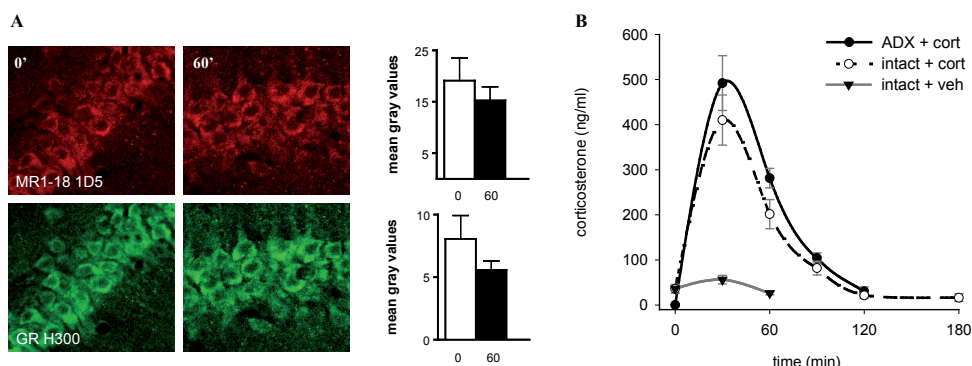 A
0’
60’
MR1-18 1D5
GR H300
mean gray values
25
15
5
0 60
mean gray values
10
5
0
0 60
B
600
500
400
300
200
100
0
corticosterone (ng/ml)
ADX + cort
intact + cort
intact + veh
0 60 120 180
time (min)